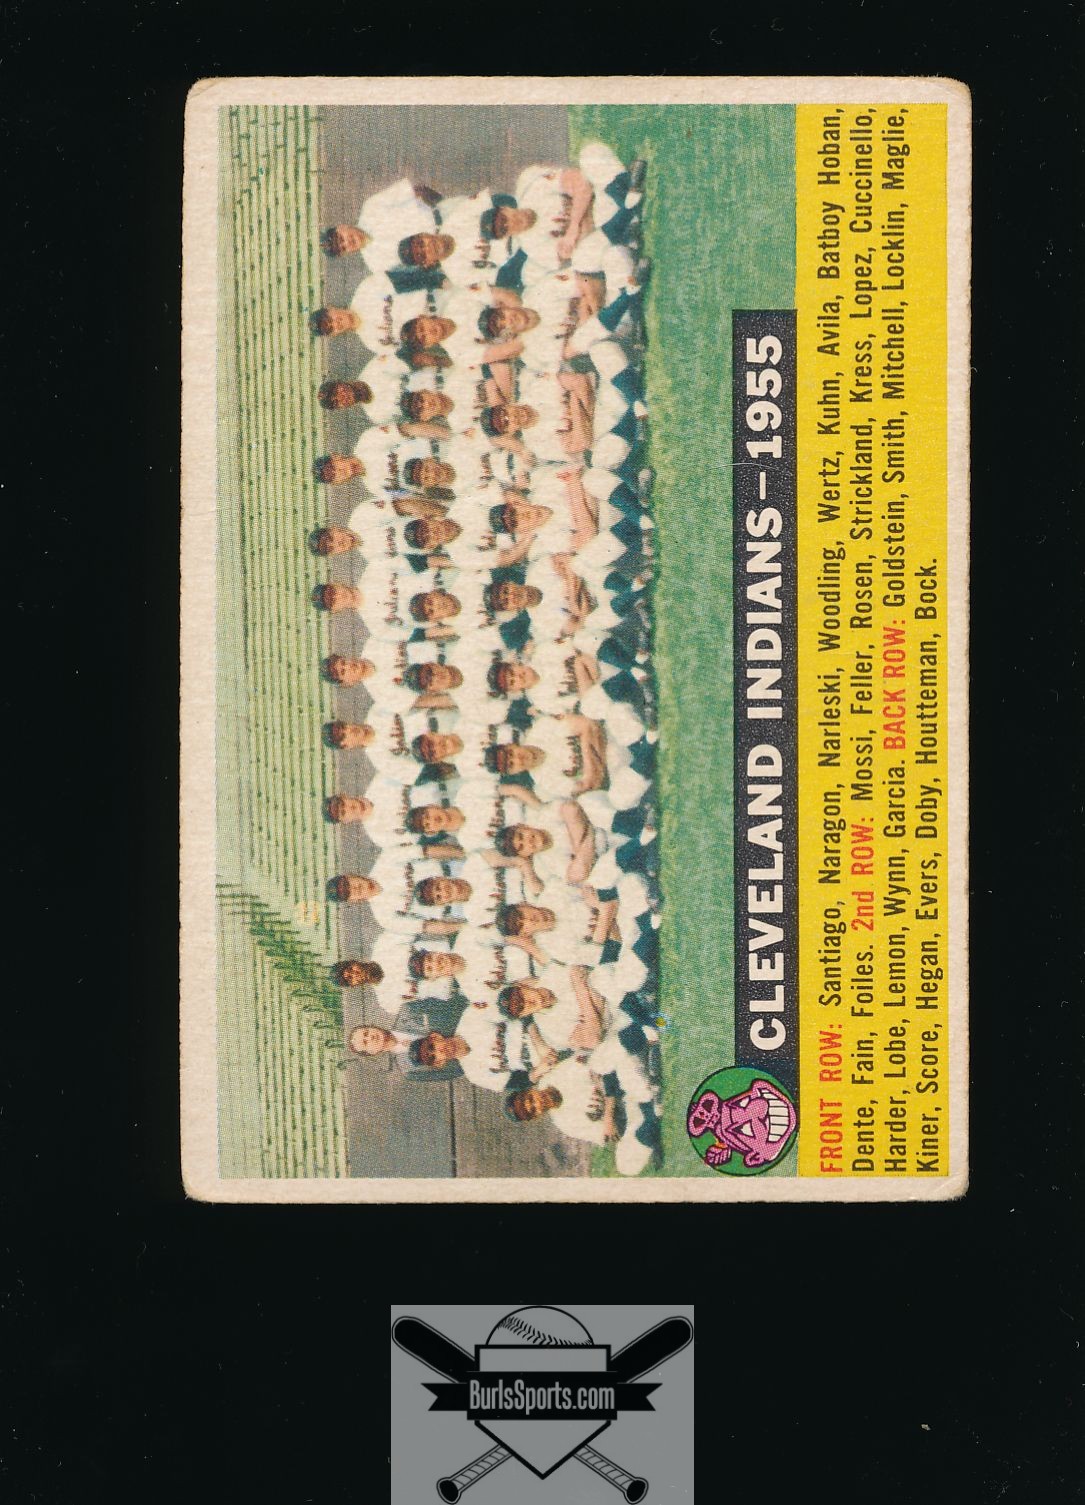 CLEVELAND INDIANS—1955
FRONT ROW: Santiago, Naragon, Narleski, Woodling, Wertz, Kuhn, Avila, Batboy Hoban,
Dente, Fain, Foiles. 2nd ROW: Mossi, Feller, Rosen, Strickland, Kress, Lopez, Cuccinello,
Harder, Lobe, Lemon, Wynn, Garcia. BACK ROW: Goldstein, Smith, Mitchell, Locklin, Maglie,
Kiner, Score, Hegan, Evers, Doby, Houtteman, Bock.
BurlsSports.com